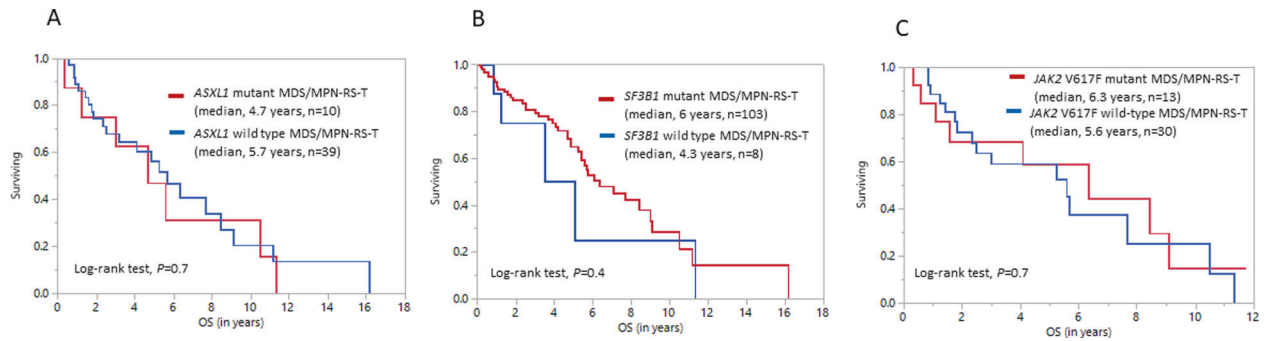 A
Surviving
1.0
0.8
0.6
0.4
0.2
0.0
ASXL1 mutant MDS/MPN-RS-T
(median, 4.7 years, n=10)
ASXL1 wild type MDS/MPN-RS-T
(median, 5.7 years, n=39)
Log-rank test, P=0.7
0 2 4 6 8 10 12 14 16 18
OS (in years)
B
Surviving
1.0
0.8
0.6
0.4
0.2
0.0
SF3B1 mutant MDS/MPN-RS-T
(median, 6 years, n=103)
SF3B1 wild type MDS/MPN-RS-T
(median, 4.3 years, n=8)
Log-rank test, P=0.4
0 2 4 6 8 10 12 14 16 18
OS (in years)
C
Surviving
1.0
0.8
0.6
0.4
0.2
0.0
JAK2 V617F mutant MDS/MPN-RS-T
(median, 6.3 years, n=13)
JAK2 V617F wild-type MDS/MPN-RS-T
(median, 5.6 years, n=30)
Log-rank test, P=0.7
0 2 4 6 8 10 12
OS (in years)